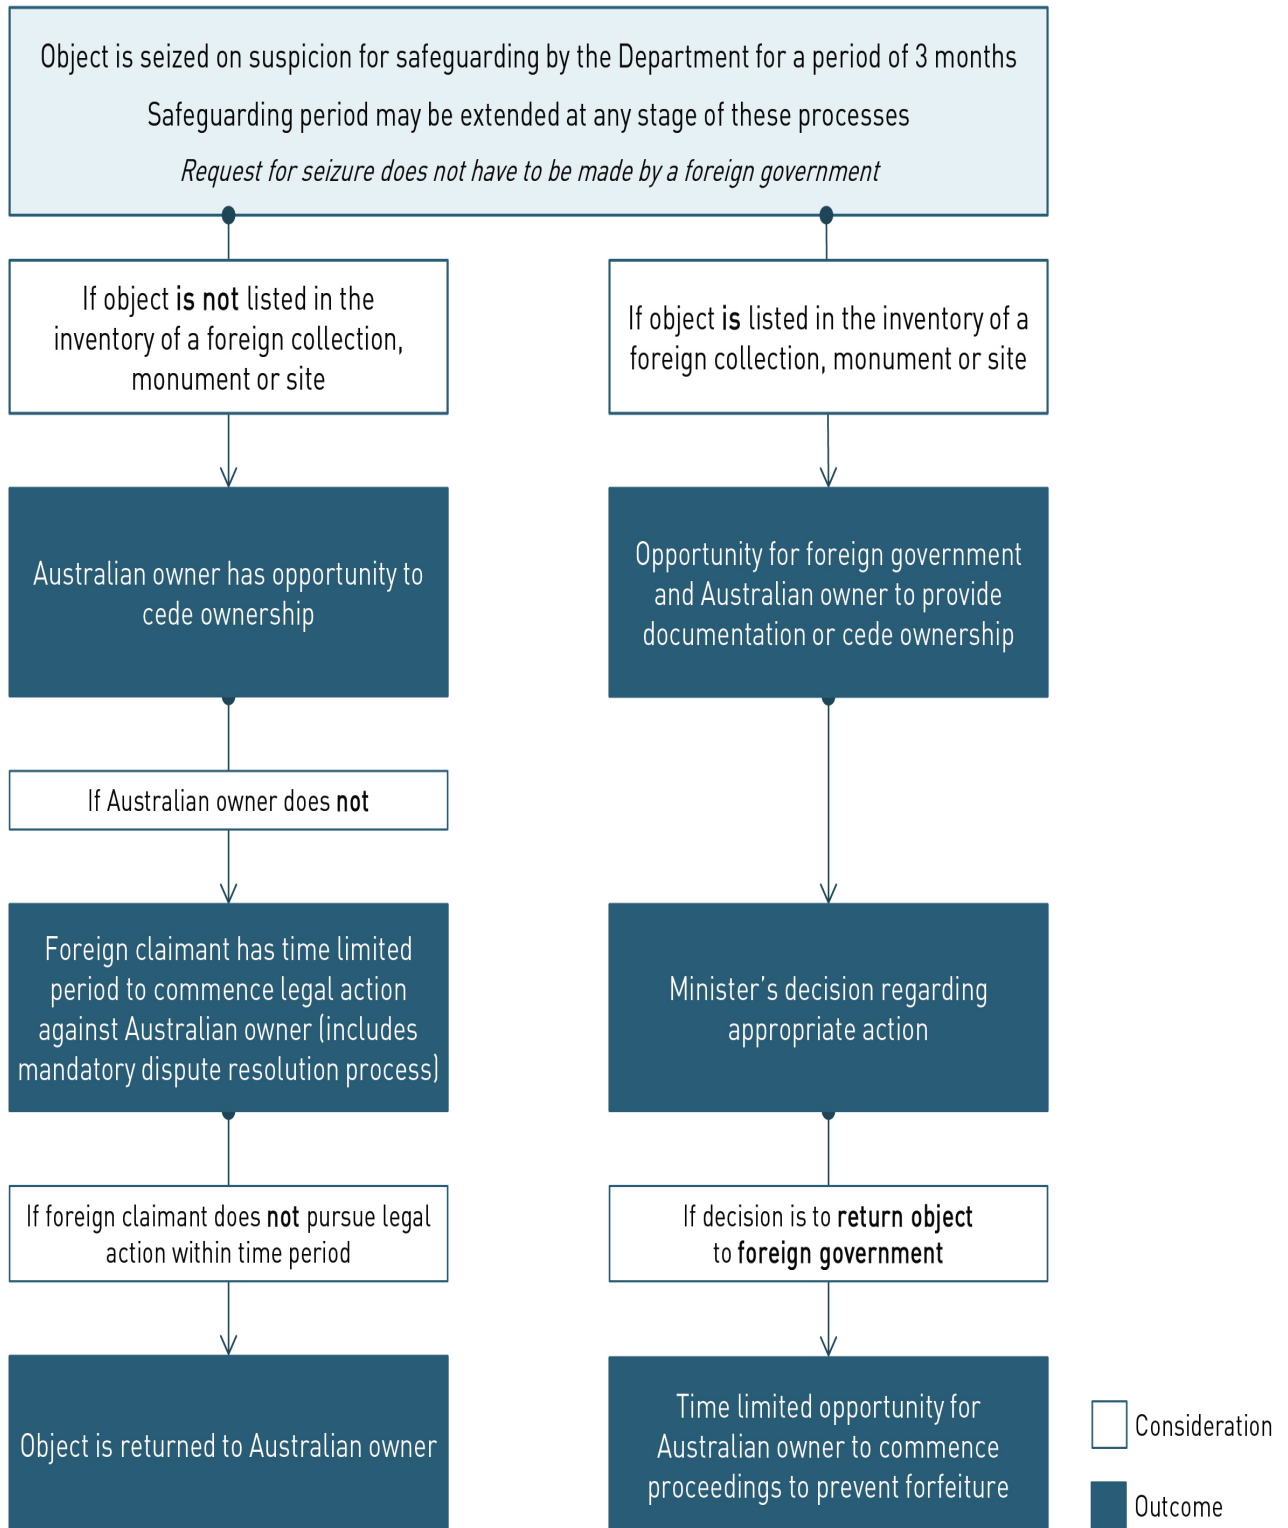 Object is seized on suspicion for safeguarding by the Department for a period of 3 months
Safeguarding period may be extended at any stage of these processes
Request for seizure does not have to be made by a foreign government
If object is not listed in the
inventory of a foreign collection,
monument or site
Australian owner has opportunity to
cede ownership
If Australian owner does not
Foreign claimant has time limited
period to commence legal action
against Australian owner (includes
mandatory dispute resolution process)
If foreign claimant does not pursue legal
action within time period
Object is returned to Australian owner
If object is listed in the inventory of a
foreign collection, monument or site
Opportunity for foreign government
and Australian owner to provide
documentation or cede ownership
Minister’s decision regarding
appropriate action
If decision is to return object
to foreign government
Time limited opportunity for
Australian owner to commence
proceedings to prevent forfeiture
Consideration
Outcome